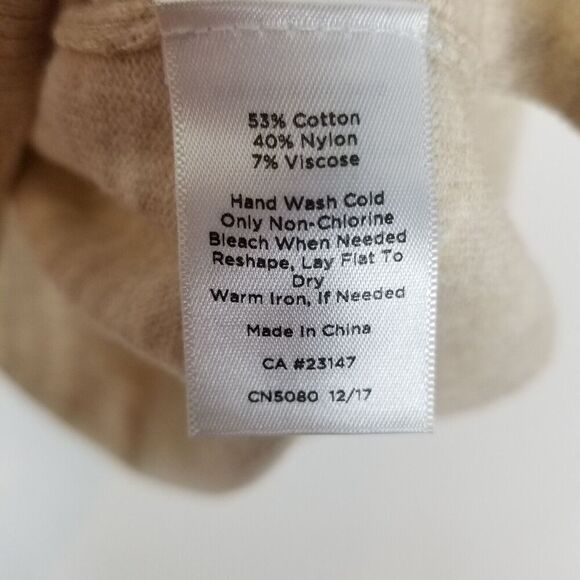 53% Cotton
40% Nylon
7% Viscose
Hand Wash Cold
Only Non-Chlorine
Bleach When Needed
Reshape, Lay Flat To
Dry
Warm Iron, If Needed
Made In China
CA #23147
CN5080 12/17